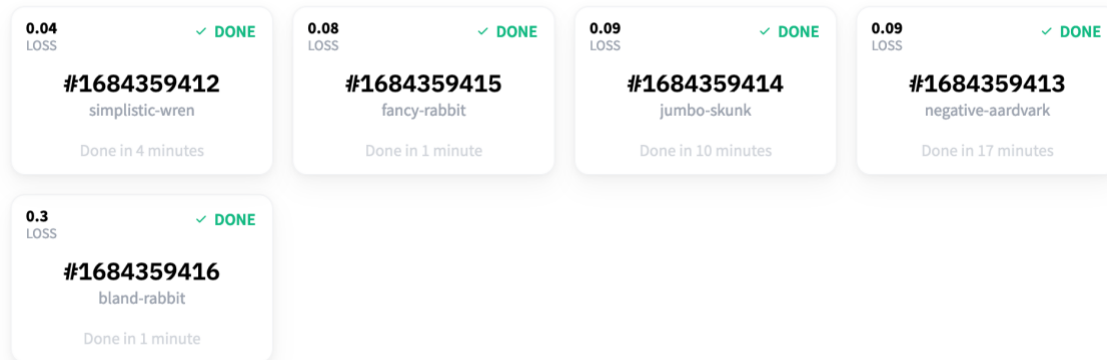 0.04
LOSS
✓ DONE
#1684359412
simplistic-wren
Done in 4 minutes
0.08
LOSS
✓ DONE
#1684359415
fancy-rabbit
Done in 1 minute
0.09
LOSS
✓ DONE
#1684359414
jumbo-skunk
Done in 10 minutes
0.09
LOSS
✓ DONE
#1684359413
negative-aardvark
Done in 17 minutes
0.3
LOSS
✓ DONE
#1684359416
bland-rabbit
Done in 1 minute